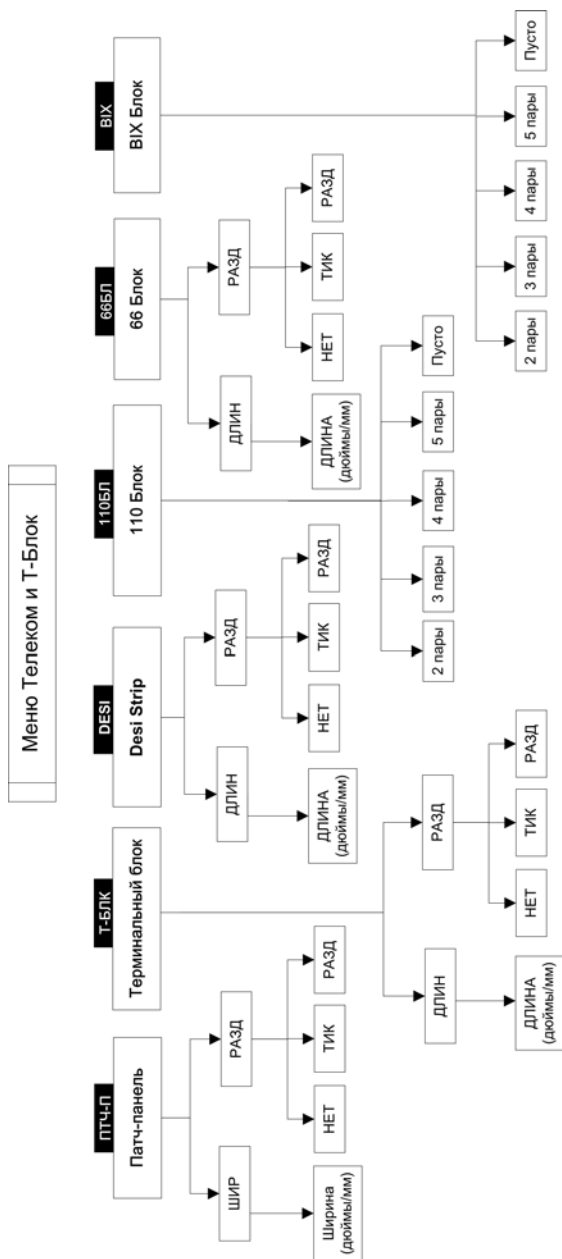 Меню Телеком и Т-Блок
ПТЧ-П
Патч-панель
ШИР
Ширина
(дюймы/мм)
РАЗД
НЕТ
ТИК
РАЗД
Т-БЛК
Терминальный блок
ДЛИН
ДЛИНА
(дюймы/мм)
РАЗД
НЕТ
ТИК
РАЗД
DESI
Desi Strip
ДЛИН
ДЛИНА
(дюймы/мм)
РАЗД
НЕТ
ТИК
РАЗД
110БЛ
110 Блок
2 пары
3 пары
4 пары
5 пары
Пусто
66БЛ
66 Блок
ДЛИН
ДЛИНА
(дюймы/мм)
РАЗД
НЕТ
ТИК
РАЗД
BIX
BIX Блок
2 пары
3 пары
4 пары
5 пары
Пусто